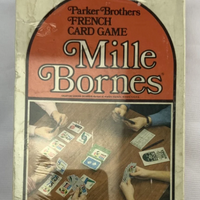 Parker Brothers
FRENCH
CARD GAME
Mille
Bornes